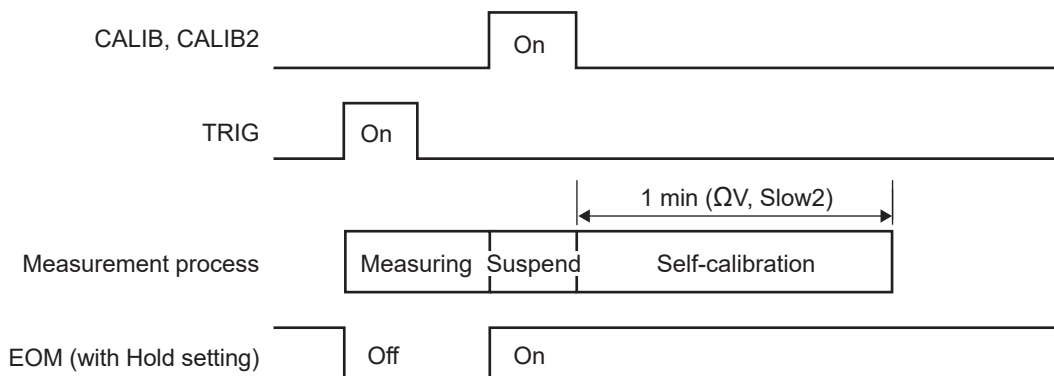 CALIB, CALIB2
On
TRIG
On
1 min (ΩV, Slow2)
Measurement process
Measuring
Suspend
Self-calibration
EOM (with Hold setting)
Off
On